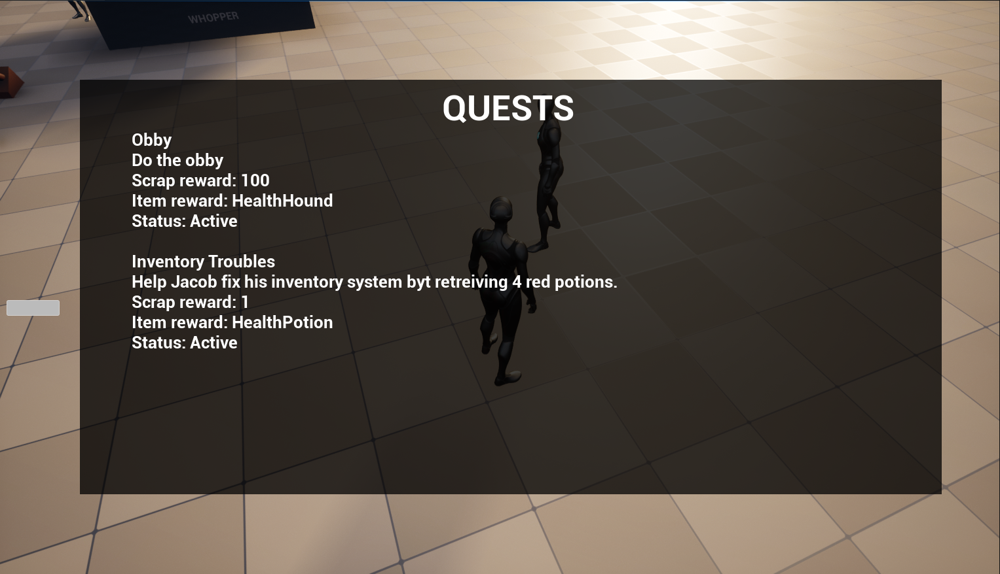 WHOPPER
QUESTS
Obby
Do the obby
Scrap reward: 100
Item reward: HealthHound
Status: Active
Inventory Troubles
Help Jacob fix his inventory system byt retreiving 4 red potions.
Scrap reward: 1
Item reward: HealthPotion
Status: Active